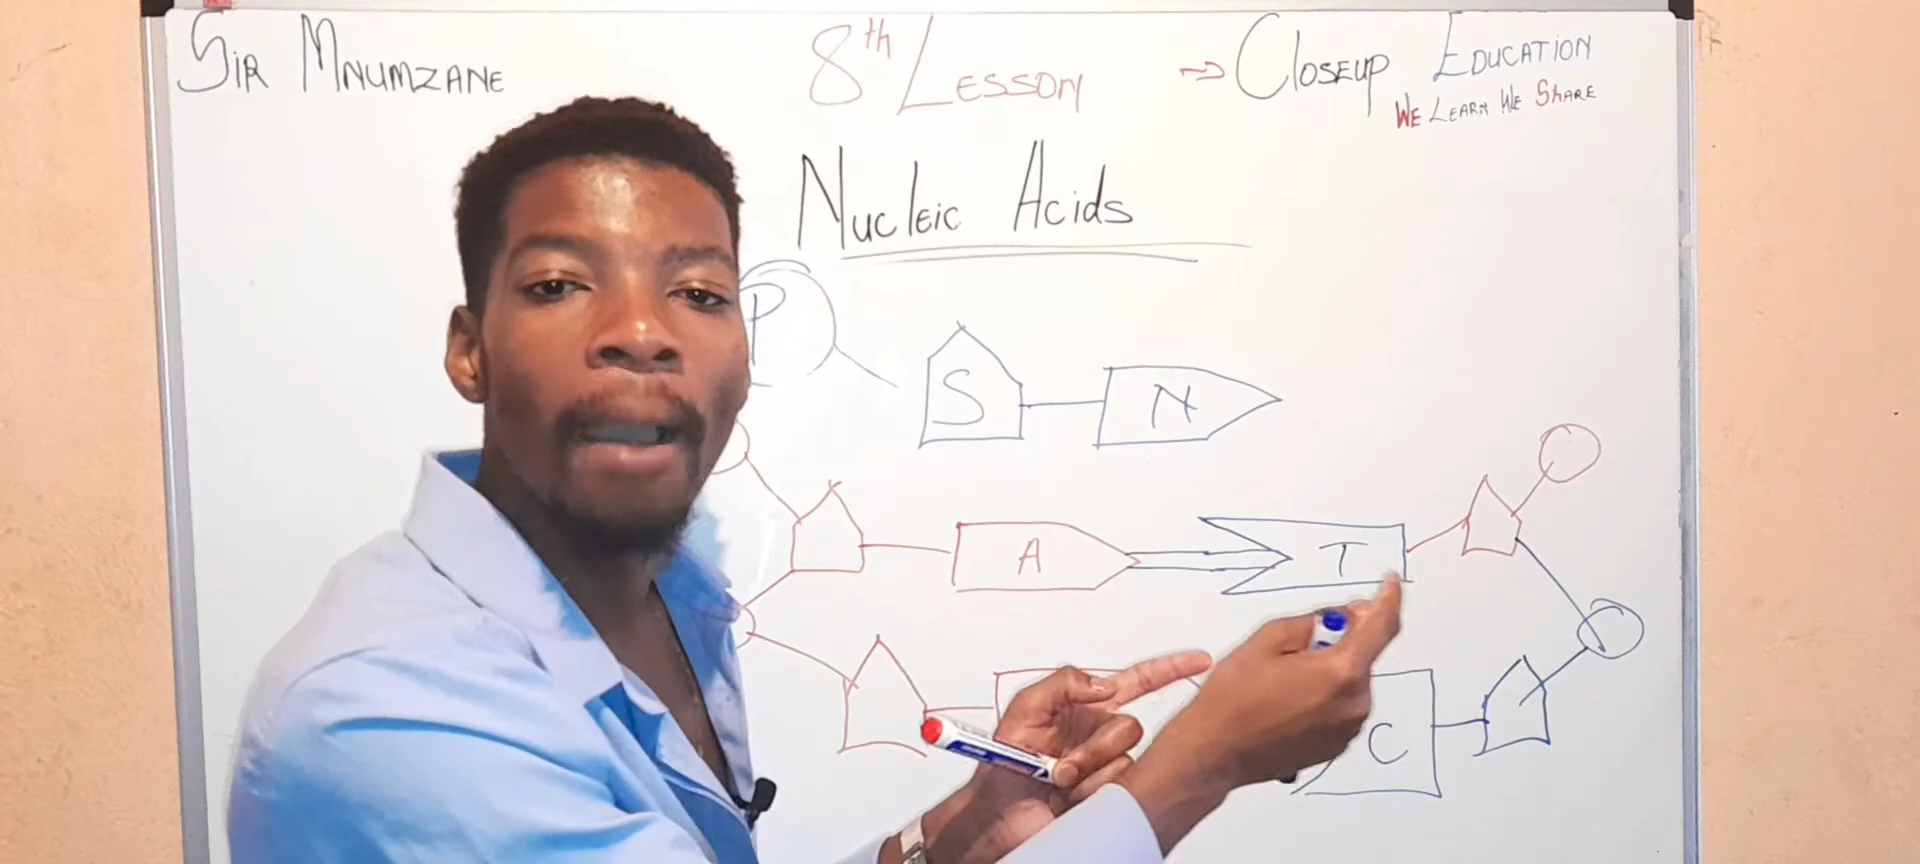 SIR MNUMZANE
8th LESSON
→ CLOSEUP EDUCATION
WE LEARN WE ShARE
NUCLEIC ACidS
P
S
N
A
T
C